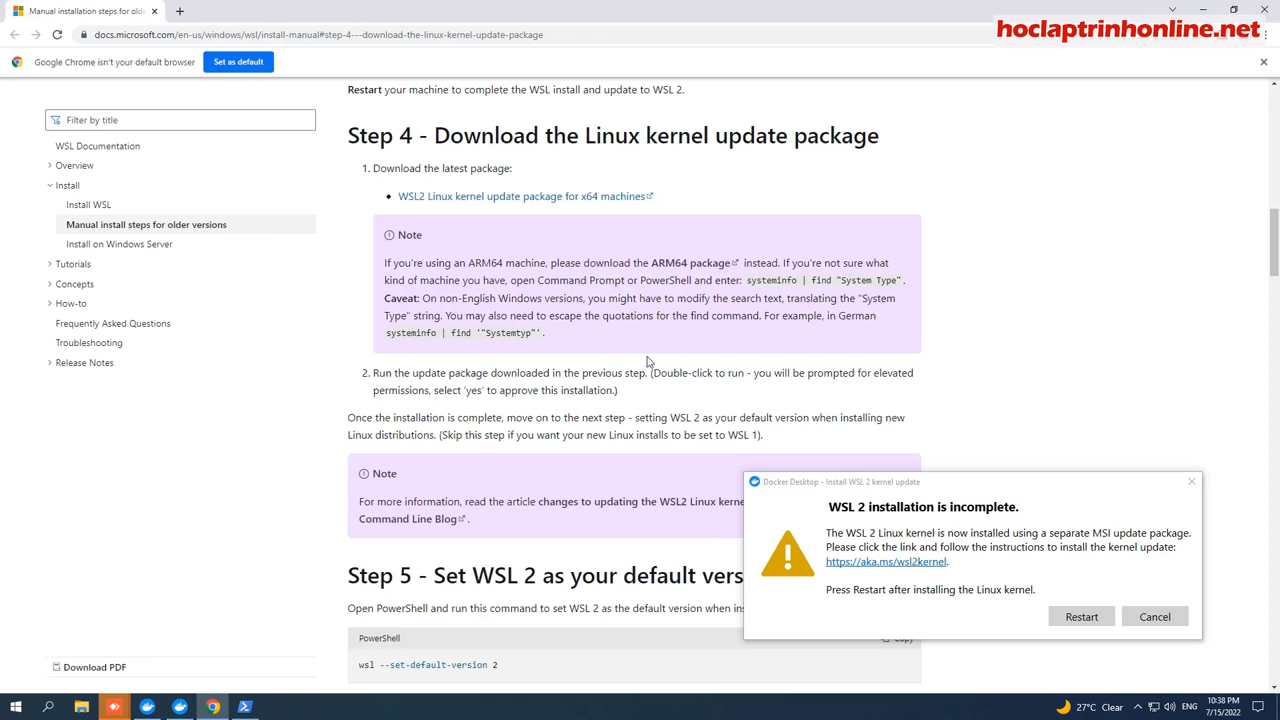 Manual installation steps for older
hoclaptrinhonline.net
docs.microsoft.com/en-us/windows/wsl/install-manual#step-4---download-the-linux-kernel-update-package
Google Chrome isn't your default browser
Set as default
Filter by title
WSL Documentation
Overview
Install
Install WSL
Manual install steps for older versions
Install on Windows Server
Tutorials
Concepts
How-to
Frequently Asked Questions
Troubleshooting
Release Notes
Download PDF
Restart your machine to complete the WSL install and update to WSL 2.
Step 4 - Download the Linux kernel update package
1. Download the latest package:
• WSL2 Linux kernel update package for x64 machines
Note
If you're using an ARM64 machine, please download the ARM64 package instead. If you're not sure what
kind of machine you have, open Command Prompt or PowerShell and enter: systeminfo | find "System Type".
Caveat: On non-English Windows versions, you might have to modify the search text, translating the "System
Type" string. You may also need to escape the quotations for the find command. For example, in German
systeminfo | find '"Systemtyp"'.
2. Run the update package downloaded in the previous step. (Double-click to run - you will be prompted for elevated
permissions, select 'yes' to approve this installation.)
Once the installation is complete, move on to the next step - setting WSL 2 as your default version when installing new
Linux distributions. (Skip this step if you want your new Linux installs to be set to WSL 1).
Note
For more information, read the article changes to updating the WSL2 Linux kerne
Command Line Blog.
Step 5 - Set WSL 2 as your default vers
Open PowerShell and run this command to set WSL 2 as the default version when in
PowerShell
Copy
wsl --set-default-version 2
Docker Desktop - Install WSL 2 kernel update
WSL 2 installation is incomplete.
The WSL 2 Linux kernel is now installed using a separate MSI update package.
Please click the link and follow the instructions to install the kernel update:
https://aka.ms/wsl2kernel.
Press Restart after installing the Linux kernel.
Restart
Cancel
27°C Clear
ENG
10:38 PM
7/15/2022